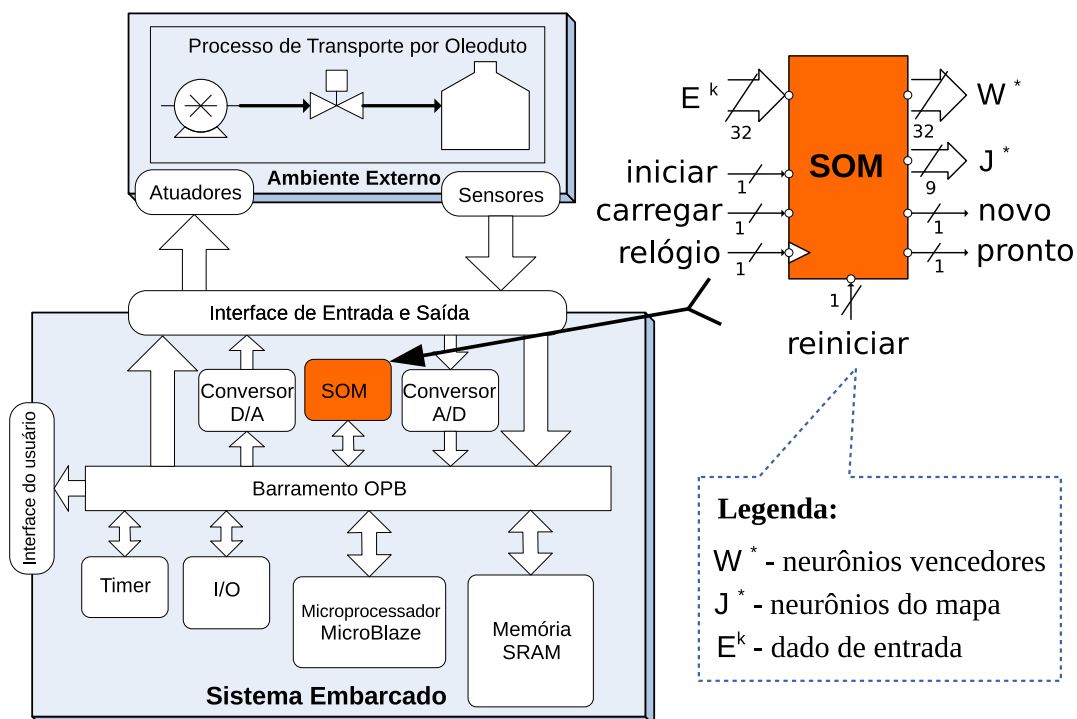 Processo de Transporte por Oleoduto
Ambiente Externo
Atuadores
Sensores
Interface de Entrada e Saída
Conversor
D/A
SOM
Conversor
A/D
Interface do usuário
Barramento OPB
Timer
I/O
Microprocessador
MicroBlaze
Memória
SRAM
Sistema Embarcado
E k
32
iniciar
1
carregar
1
relógio
1
SOM
W *
32
J *
9
novo
1
pronto
1
1
reiniciar
Legenda:
W * - neurônios vencedores
J * - neurônios do mapa
Ek - dado de entrada